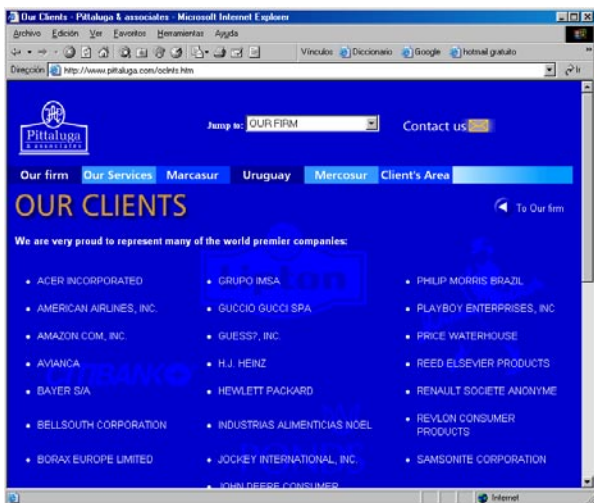 Our Clients - Pittaluga & associates - Microsoft Internet Explorer
Archivo Edición Ver Favoritos Herramientas Ayuda
Vínculos Diccionario Google hotmail gratuito
Dirección http://www.pittaluga.com/oclnts.htm Ir
Pittaluga
& associates
Jump to: OUR FIRM
Contact us
Our firm Our Services Marcasur Uruguay Mercosur Client's Area
OUR CLIENTS
To Our firm
We are very proud to represent many of the world premier companies:
• ACER INCORPORATED • GRUPO IMSA • PHILIP MORRIS BRAZIL
• AMERICAN AIRLINES, INC. • GUCCIO GUCCI SPA • PLAYBOY ENTERPRISES, INC
• AMAZON.COM, INC. • GUESS?, INC. • PRICE WATERHOUSE
• AVIANCA • H.J. HEINZ • REED ELSEVIER PRODUCTS
CITIBANK
• BAYER S/A • HEWLETT PACKARD • RENAULT SOCIETE ANONYME
• BELLSOUTH CORPORATION • INDUSTRIAS ALIMENTICIAS NOEL • REVLON CONSUMER
PRODUCTS
• BORAX EUROPE LIMITED • JOCKEY INTERNATIONAL, INC. • SAMSONITE CORPORATION
JOHN DEERE CONSUMER
Internet